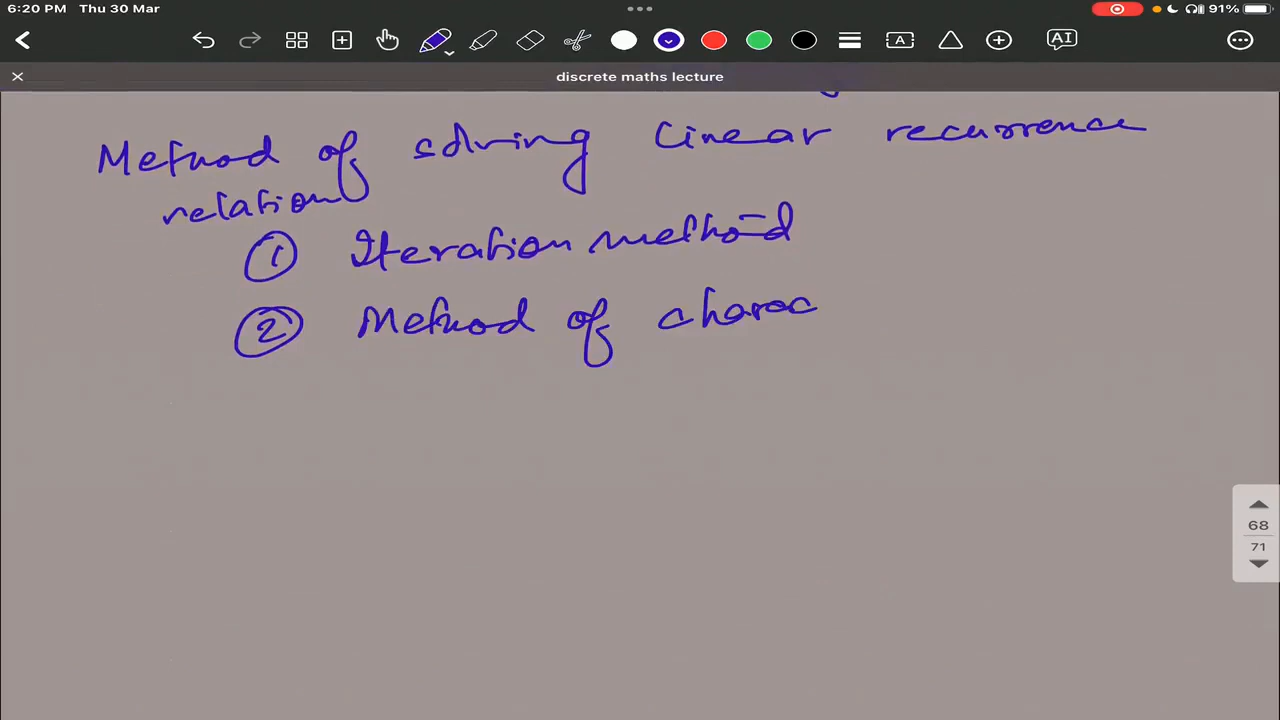 6:20 PM Thu 30 Mar
91%
A
AI
discrete maths lecture
Method of solving Linear recurrence
relation
① Iteration method
② Method of charac
68
71